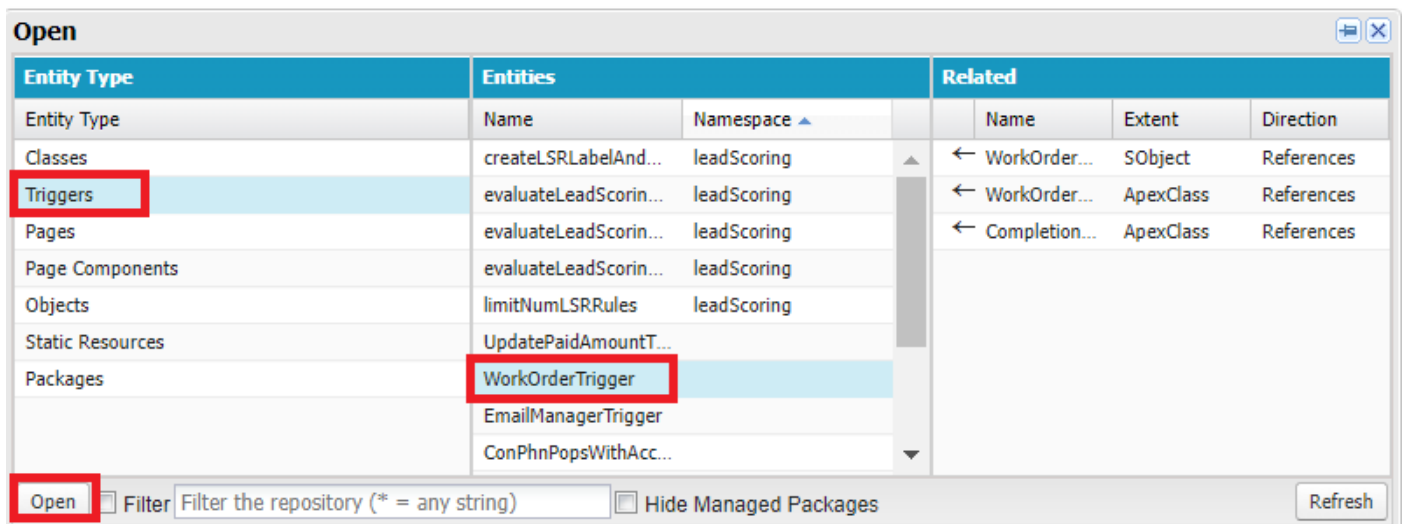 Open
Entity Type Entities Related
Entity Type Name Namespace Name Extent Direction
Classes createLSRLabelAnd... leadScoring ← WorkOrder... SObject References
Triggers evaluateLeadScorin... leadScoring ← WorkOrder... ApexClass References
Pages evaluateLeadScorin... leadScoring ← Completion... ApexClass References
Page Components evaluateLeadScorin... leadScoring
Objects limitNumLSRRules leadScoring
Static Resources UpdatePaidAmountT...
Packages WorkOrderTrigger
EmailManagerTrigger
ConPhnPopsWithAcc...
Open Filter Filter the repository (* = any string) Hide Managed Packages Refresh